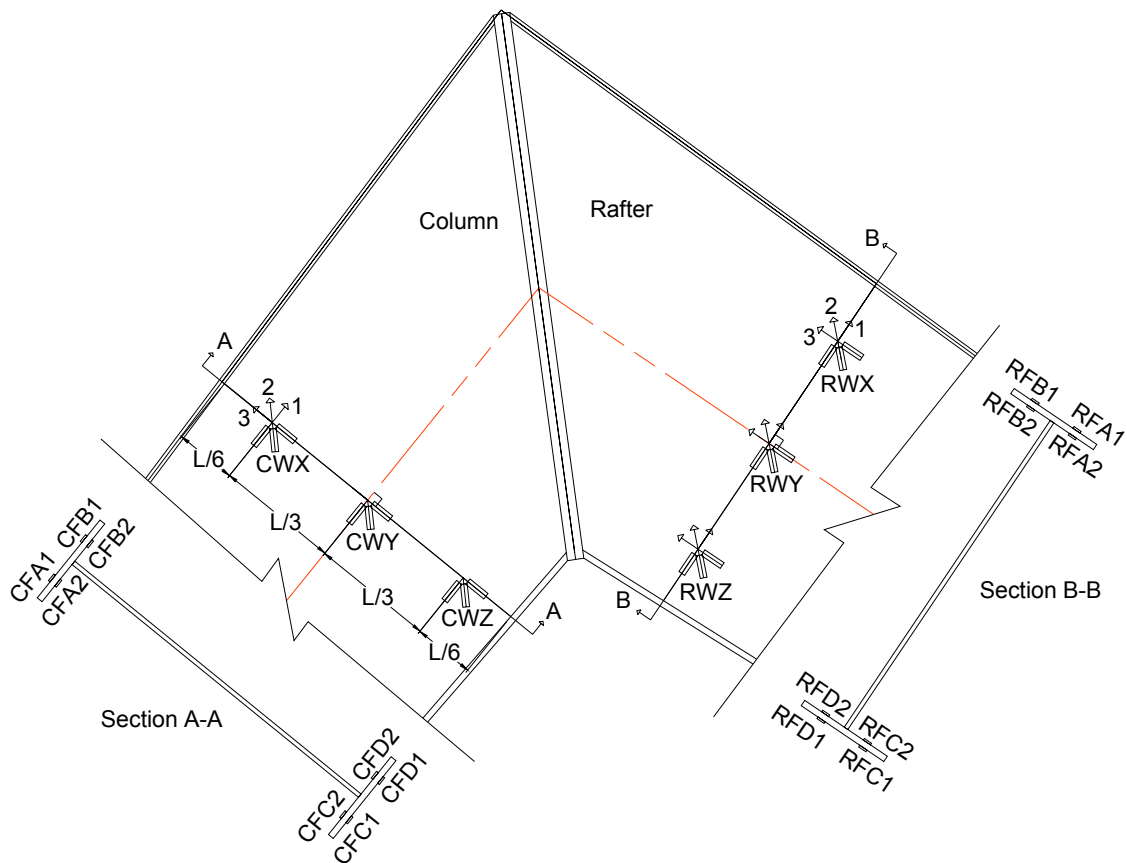 Column
Rafter
A
2
1
3
CWX
L/6
L/3
CWY
L/3
CWZ
L/6
A
B
2
1
3
RWX
RWY
RWZ
B
CFA1
CFB1
CFA2
CFB2
Section A-A
CFC2
CFD2
CFC1
CFD1
RFB1
RFA1
RFB2
RFA2
Section B-B
RFD2
RFC2
RFD1
RFC1